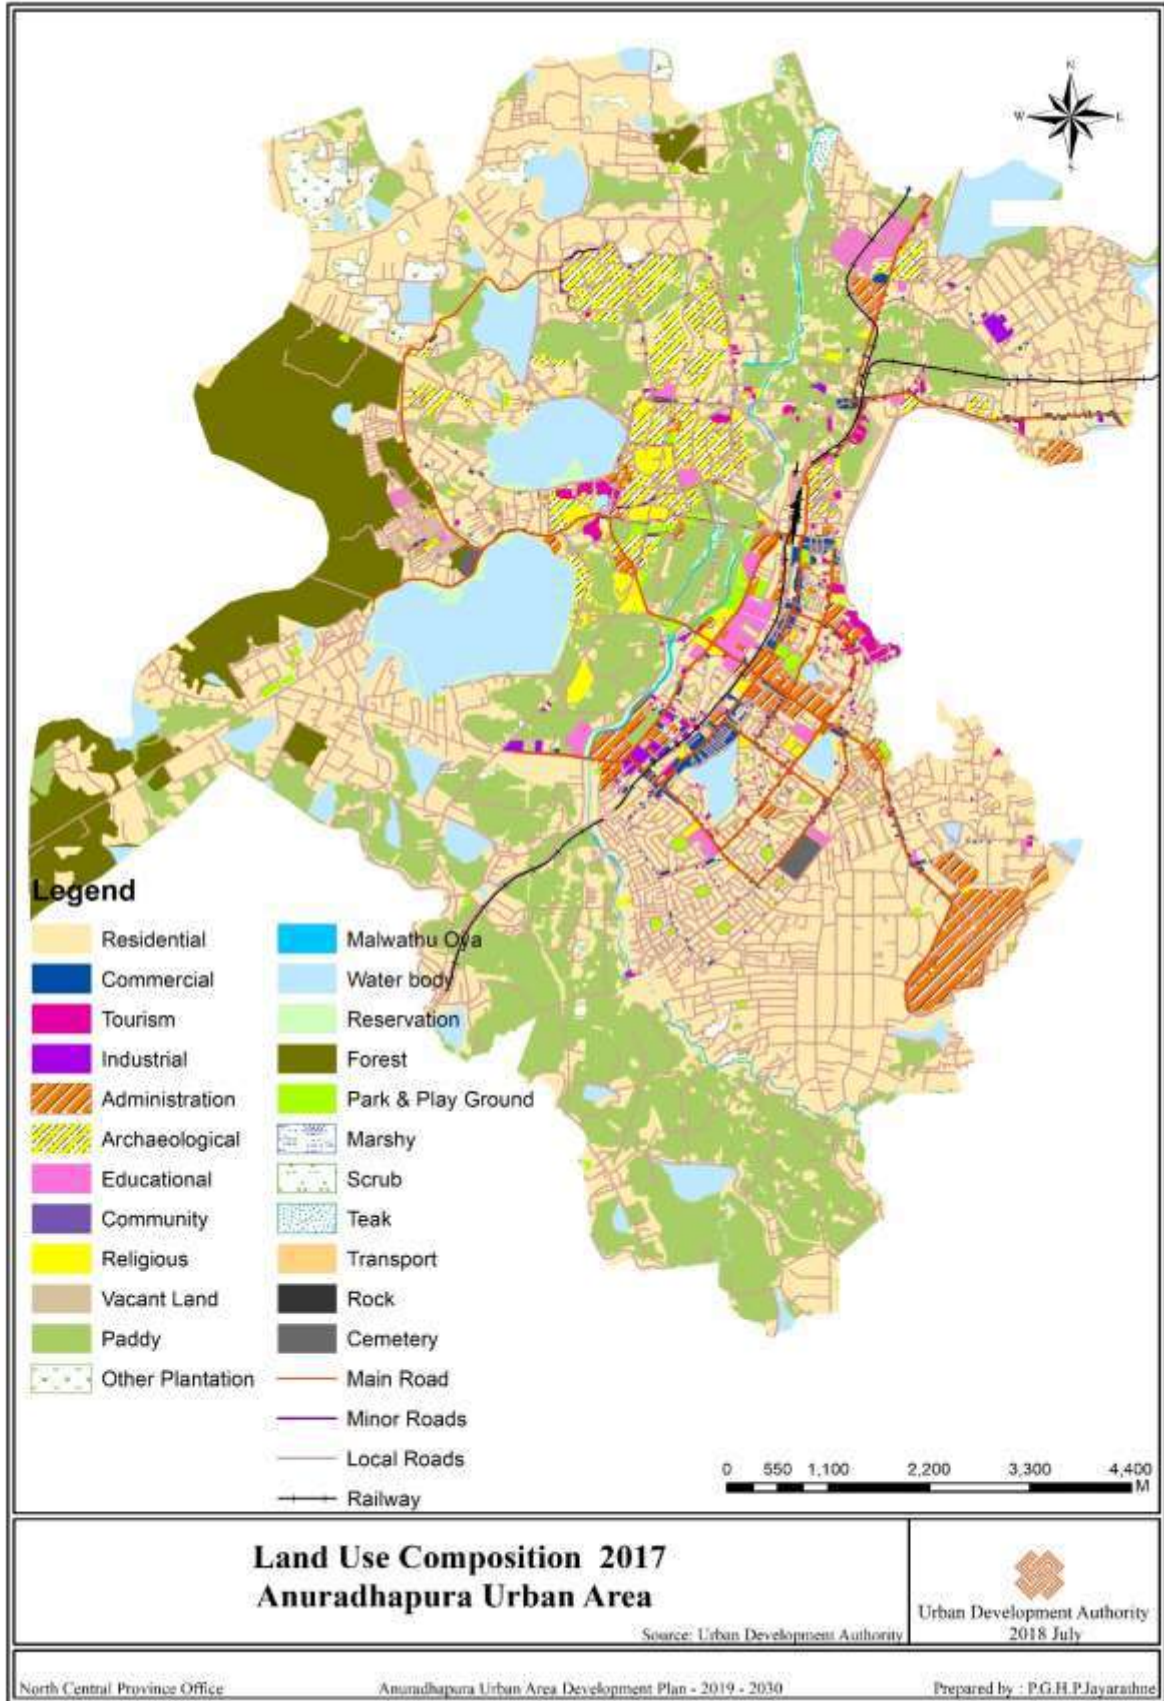 N
W E
S
Legend
Residential
Commercial
Tourism
Industrial
Administration
Archaeological
Educational
Community
Religious
Vacant Land
Paddy
Other Plantation
Malwathu Oya
Water body
Reservation
Forest
Park & Play Ground
Marshy
Scrub
Teak
Transport
Rock
Cemetery
Main Road
Minor Roads
Local Roads
Railway
0 550 1,100 2,200 3,300 4,400
M
Land Use Composition 2017
Anuradhapura Urban Area
Source: Urban Development Authority
Urban Development Authority
2018 July
North Central Province Office
Anuradhapura Urban Area Development Plan - 2019 - 2030
Prepared by : P.G.H.P.Jayarathne